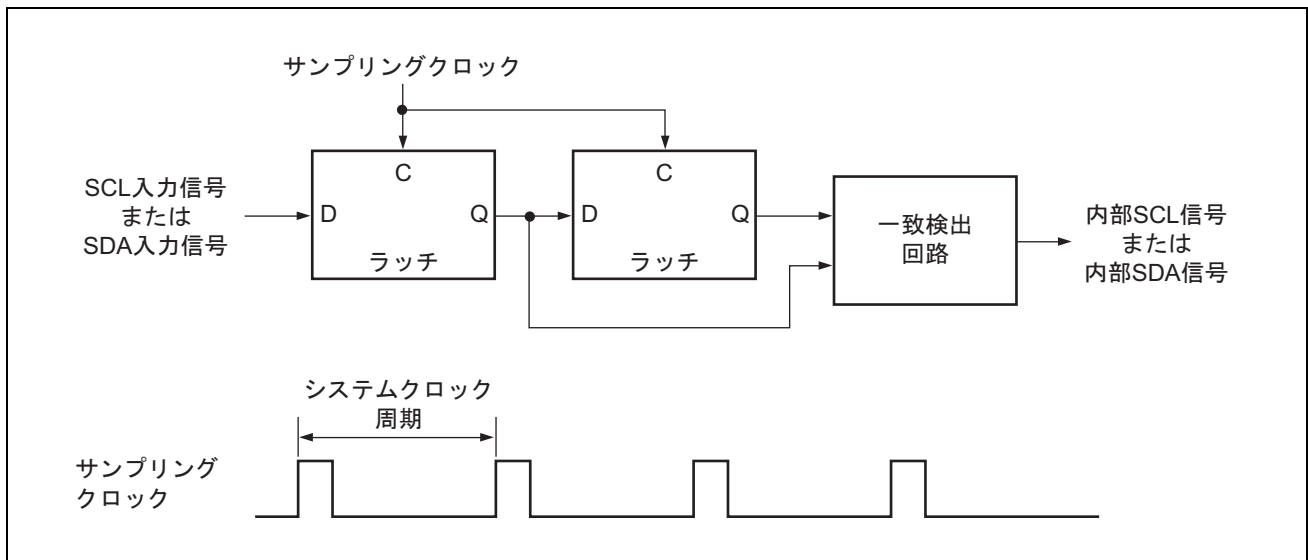 サンプリングクロック
C
C
SCL入力信号
または
SDA入力信号
D
Q
D
Q
ラッチ
ラッチ
一致検出
回路
内部SCL信号
または
内部SDA信号
システムクロック
周期
サンプリング
クロック